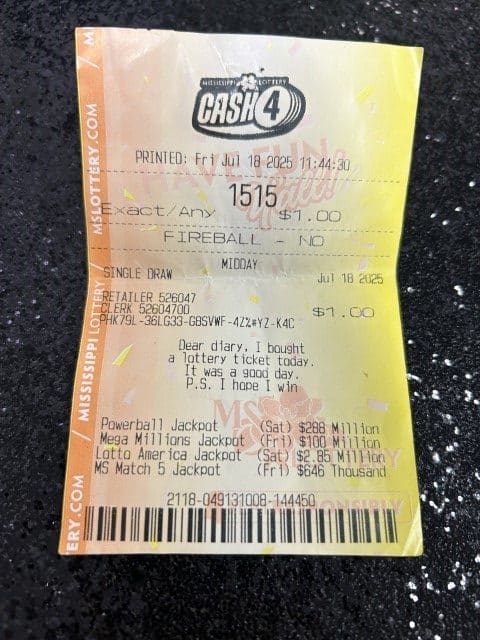 MISSISSIPPI LOTTERY
CASH 4
PRINTED: Fri Jul 18 2025 11:44:30
HAVE FUN
1515
Exact/Any $1.00
FIREBALL - NO
MIDDAY
SINGLE DRAW Jul 18 2025
RETAILER 526047
CLERK 52604700 $1.00
PHK79L-36LG33-GBSVWF-4Z%#YZ-K4C
Dear diary, I bought
a lottery ticket today.
It was a good day.
P.S. I hope I win
Powerball Jackpot (Sat) $288 Million
Mega Millions Jackpot (Fri) $100 Million
Lotto America Jackpot (Sat) $2.85 Million
MS Match 5 Jackpot (Fri) $646 Thousand
2118-049131008-144450
MSLOTTERY.COM
MISSISSIPPI LOTTERY
ERY.COM